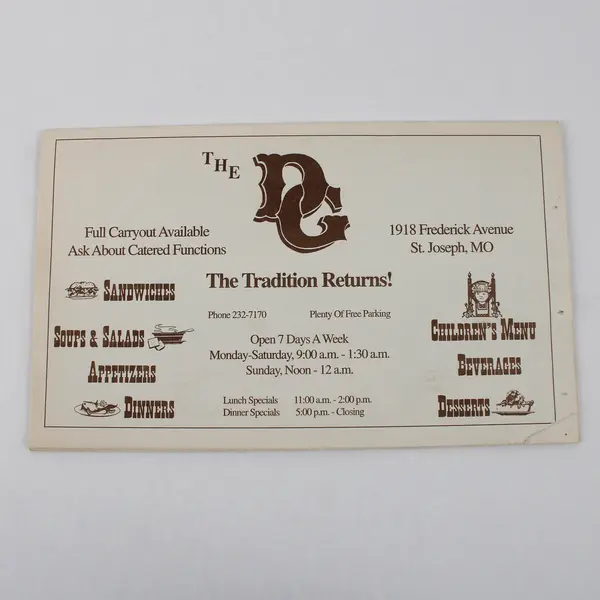 THE DG
Full Carryout Available
Ask About Catered Functions
1918 Frederick Avenue
St. Joseph, MO
The Tradition Returns!
Phone 232-7170 Plenty Of Free Parking
Open 7 Days A Week
Monday-Saturday, 9:00 a.m. - 1:30 a.m.
Sunday, Noon - 12 a.m.
Lunch Specials 11:00 a.m. - 2:00 p.m.
Dinner Specials 5:00 p.m. - Closing
SANDWICHES
SOUPS & SALADS
APPETIZERS
DINNERS
CHILDREN'S MENU
BEVERAGES
DESSERTS